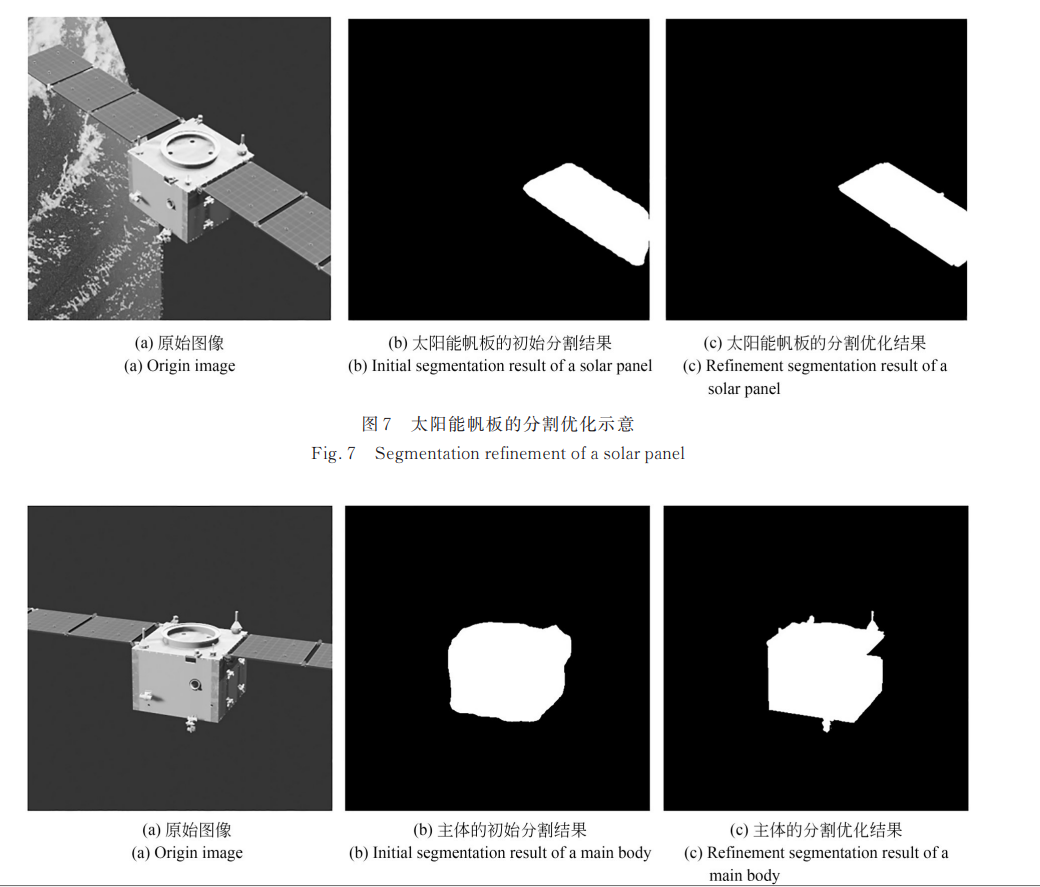 (a) 原始图像
(a) Origin image
(b) 太阳能帆板的初始分割结果
(b) Initial segmentation result of a solar panel
(c) 太阳能帆板的分割优化结果
(c) Refinement segmentation result of a
solar panel
图 7 太阳能帆板的分割优化示意
Fig. 7 Segmentation refinement of a solar panel
(a) 原始图像
(a) Origin image
(b) 主体的初始分割结果
(b) Initial segmentation result of a main body
(c) 主体的分割优化结果
(c) Refinement segmentation result of a
main body